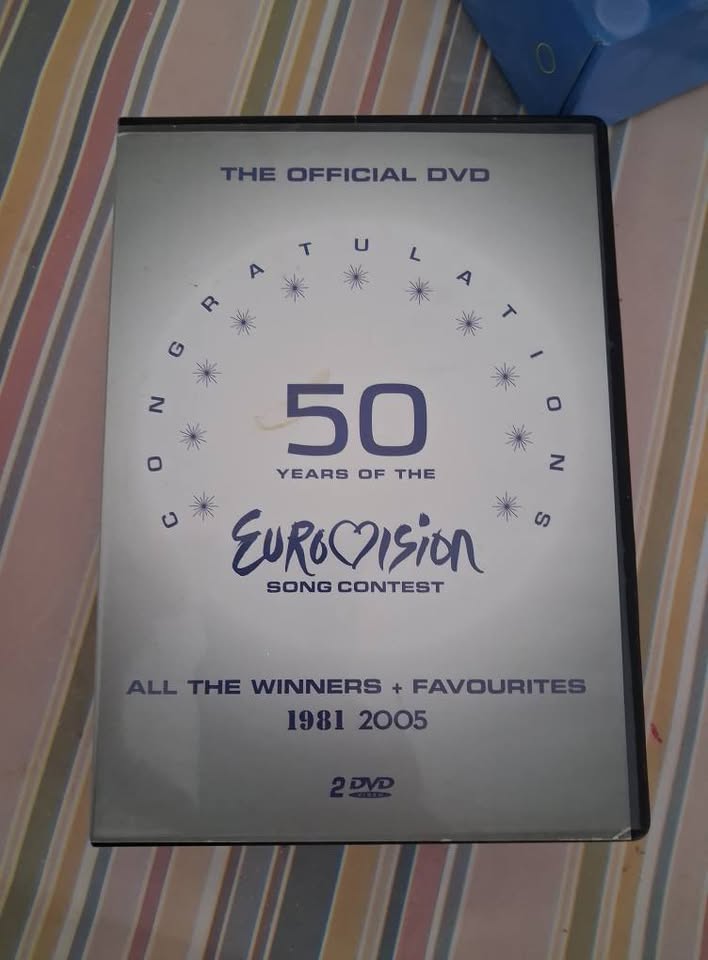 THE OFFICIAL DVD
CONGRATULATIONS
50
YEARS OF THE
EUROVISION
SONG CONTEST
ALL THE WINNERS + FAVOURITES
1981 2005
2 DVD
VIDEO